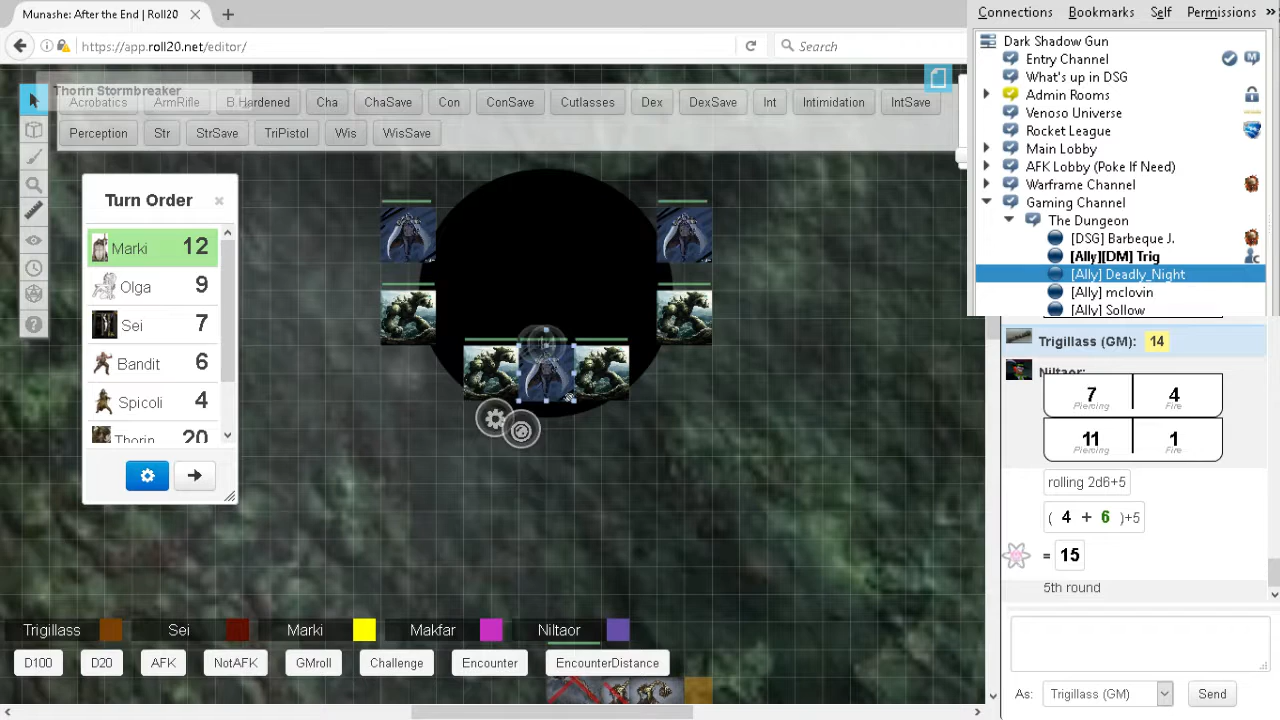 Munashe: After the End | Roll20
https://app.roll20.net/editor/
Search
Thorin Stormbreaker
Acrobatics
ArmRifle
B Hardened
Cha
ChaSave
Con
ConSave
Cutlasses
Dex
DexSave
Int
Intimidation
IntSave
Perception
Str
StrSave
TriPistol
Wis
WisSave
Turn Order
Marki 12
Olga 9
Sei 7
Bandit 6
Spicoli 4
Thorin 20
Trigillass
Sei
Marki
Makfar
Niltaor
D100
D20
AFK
NotAFK
GMroll
Challenge
Encounter
EncounterDistance
Connections Bookmarks Self Permissions »
Dark Shadow Gun
Entry Channel
What's up in DSG
Admin Rooms
Venoso Universe
Rocket League
Main Lobby
AFK Lobby (Poke If Need)
Warframe Channel
Gaming Channel
The Dungeon
[DSG] Barbeque J.
[Ally][DM] Trig
[Ally] Deadly_Night
[Ally] mclovin
[Ally] Sollow
Trigillass (GM): 14
Niltaor:
7 4
Piercing Fire
11 1
Piercing Fire
rolling 2d6+5
( 4 + 6 )+5
= 15
5th round
As: Trigillass (GM) Send